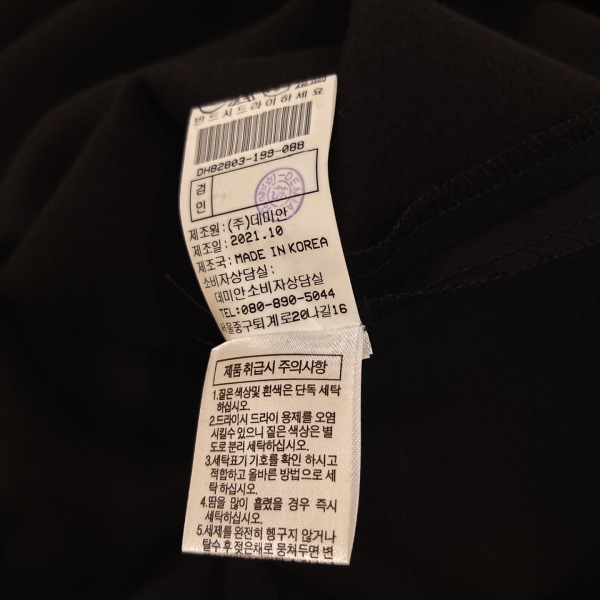 반드시드라이하세요
DHB2803-199-088
검
인
제조원:(주)데미안
제조일:2021.10
제조국:MADE IN KOREA
소비자상담실:
데미안소비자상담실
TEL:080-890-5044
서울중구퇴계로20나길16
제품 취급시 주의사항
1.짙은 색상및 흰색은 단독 세탁
하십시오.
2.드라이시 드라이 용제를 오염
시킬수 있으니 짙은 색상은 별
도로 분리 세탁하십시오.
3.세탁표기 기호를 확인 하시고
적합하고 올바른 방법으로 세
탁하십시오.
4.땀을 많이 흘렸을 경우 즉시
세탁하십시오.
5.세제를 완전히 헹구지 않거나
탈수 후 젖은채로 뭉쳐두면 변